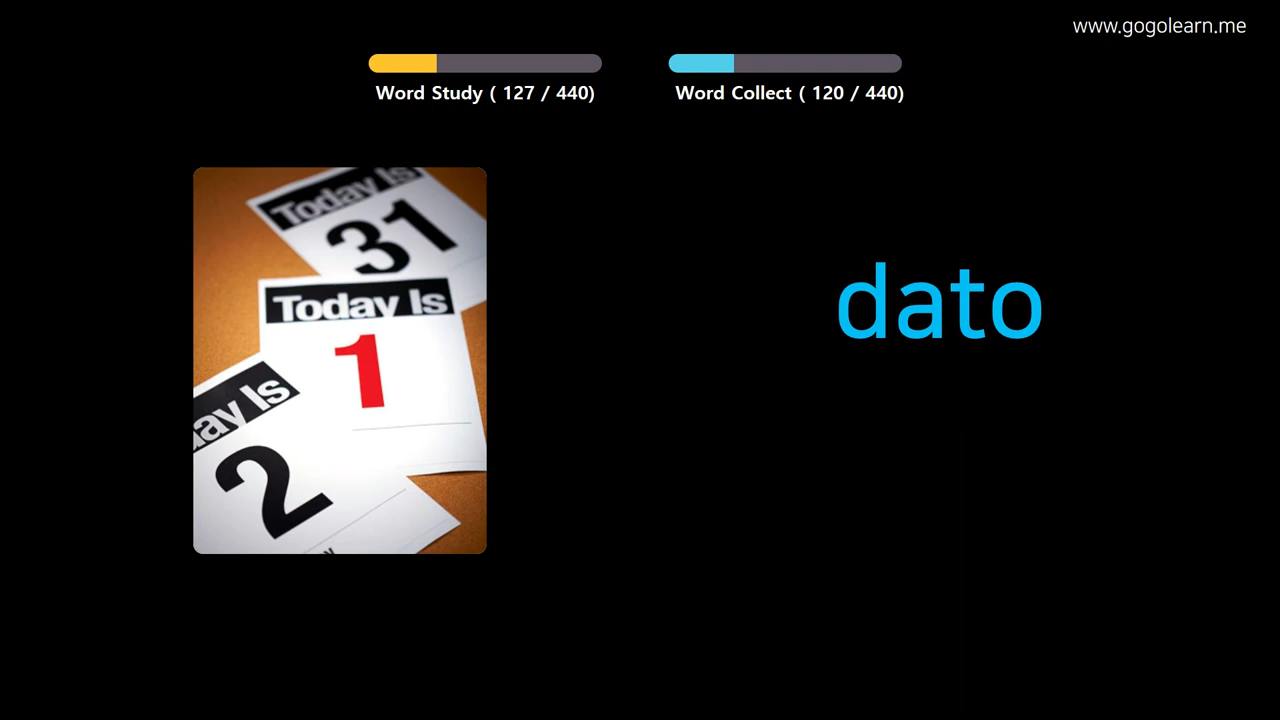 www.gogolearn.me
Word Study ( 127 / 440)
Word Collect ( 120 / 440)
Today Is
31
Today Is
1
day Is
2
dato